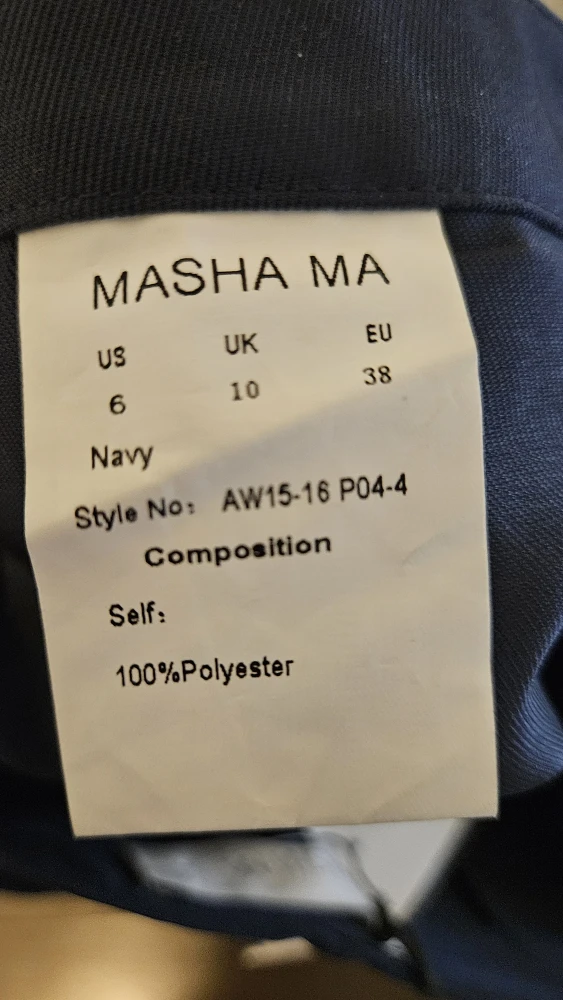 MASHA MA
US UK EU
6 10 38
Navy
Style No: AW15-16 P04-4
Composition
Self:
100%Polyester